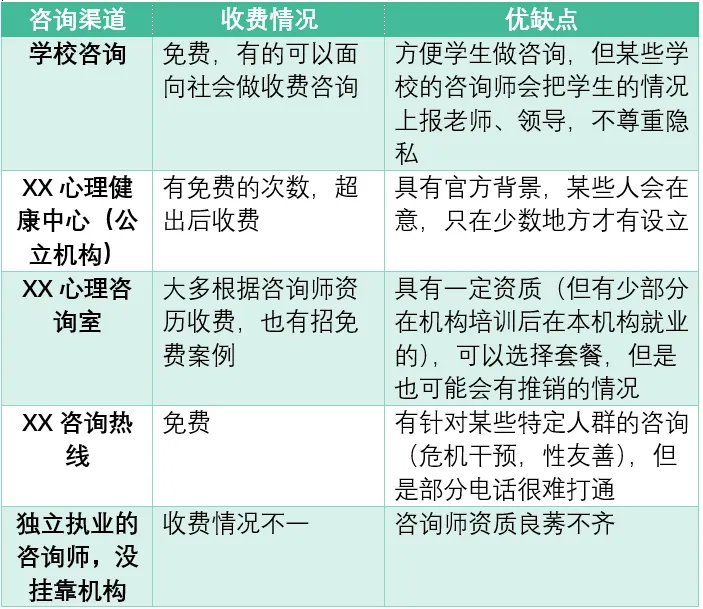 咨询渠道 收费情况 优缺点
学校咨询
免费，有的可以面
向社会做收费咨询
方便学生做咨询，但某些学
校的咨询师会把学生的情况
上报老师、领导，不尊重隐
私
XX 心理健
康中心（公
立机构）
有免费的次数，超
出后收费
具有官方背景，某些人会在
意，只在少数地方才有设立
XX 心理咨
询室
大多根据咨询师资
历收费，也有招免
费案例
具有一定资质（但有少部分
在机构培训后在本机构就业
的），可以选择套餐，但是
也可能会有推销的情况
XX 咨询热
线
免费
有针对某些特定人群的咨询
（危机干预，性友善），但
是部分电话很难打通
独立执业的
咨询师，没
挂靠机构
收费情况不一
咨询师资质良莠不齐